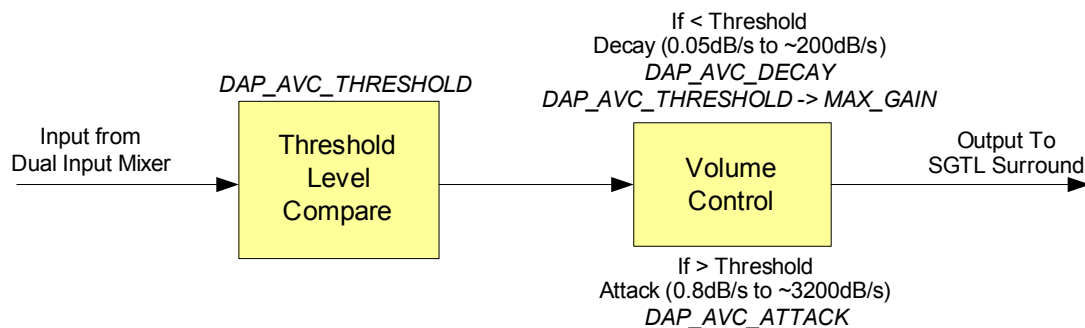 If < Threshold
Decay (0.05dB/s to ~200dB/s)
DAP_AVC_DECAY
DAP_AVC_THRESHOLD -> MAX_GAIN
DAP_AVC_THRESHOLD
Input from
Dual Input Mixer
Threshold
Level
Compare
Volume
Control
Output To
SGTL Surround
If > Threshold
Attack (0.8dB/s to ~3200dB/s)
DAP_AVC_ATTACK